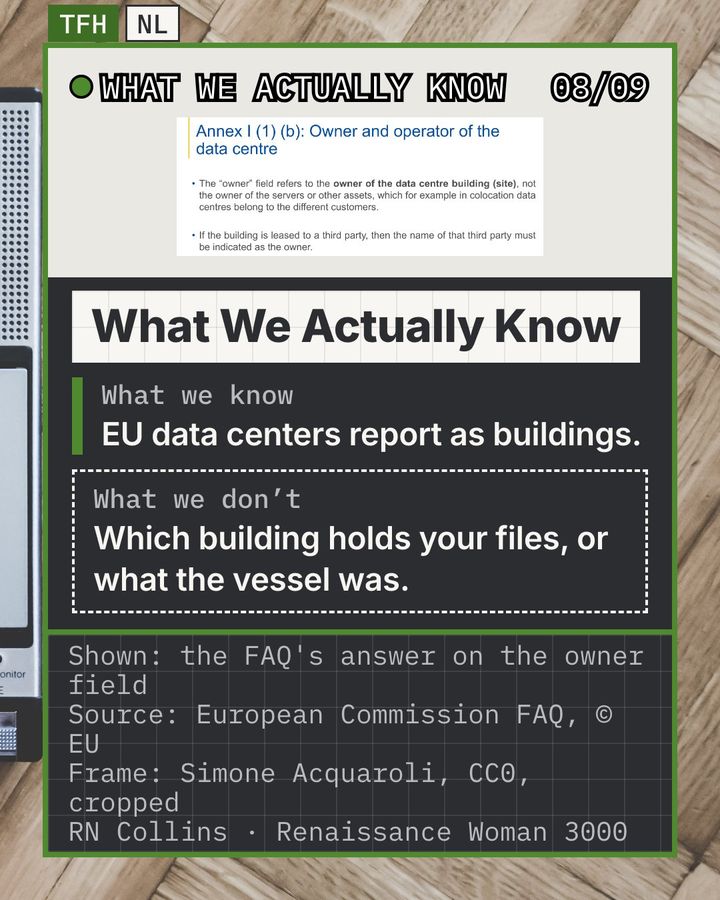 TFH NL
WHAT WE ACTUALLY KNOW 08/09
Annex I (1) (b): Owner and operator of the
data centre
• The “owner” field refers to the owner of the data centre building (site), not
the owner of the servers or other assets, which for example in colocation data
centres belong to the different customers.
• If the building is leased to a third party, then the name of that third party must
be indicated as the owner.
What We Actually Know
What we know
EU data centers report as buildings.
What we don’t
Which building holds your files, or
what the vessel was.
onitor
E
Shown: the FAQ's answer on the owner
field
Source: European Commission FAQ, ©
EU
Frame: Simone Acquaroli, CC0,
cropped
RN Collins · Renaissance Woman 3000